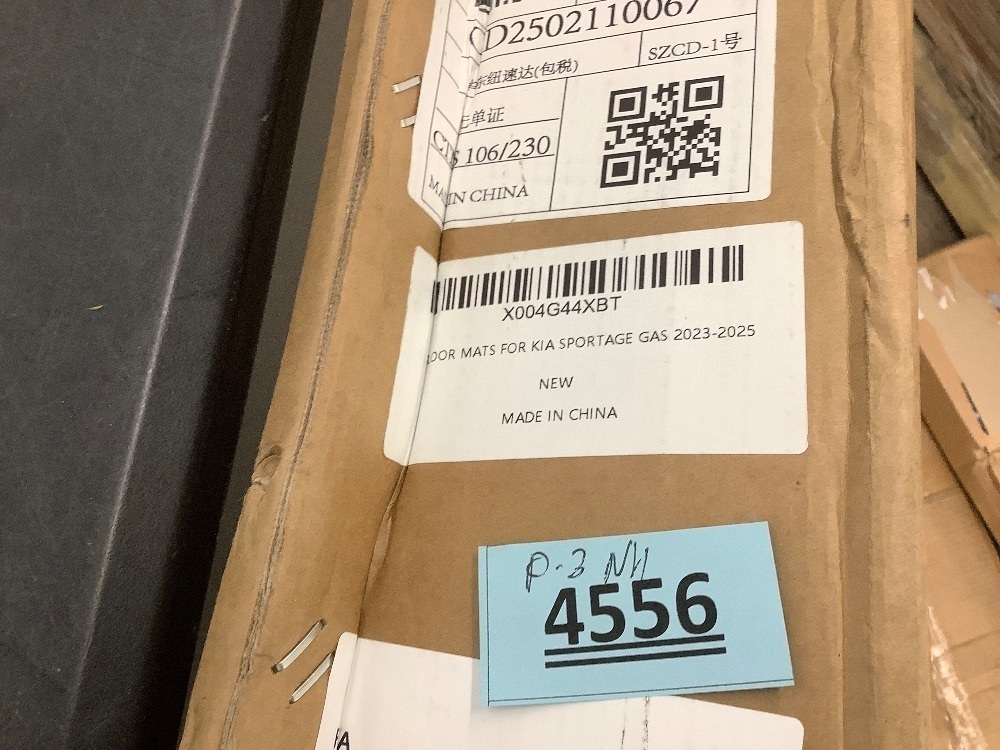 CD2502110067
SZCD-1号
纽速达(包税)
单证
106/230
IN CHINA
X004G44XBT
OOR MATS FOR KIA SPORTAGE GAS 2023-2025
NEW
MADE IN CHINA
P-3 NH
4556